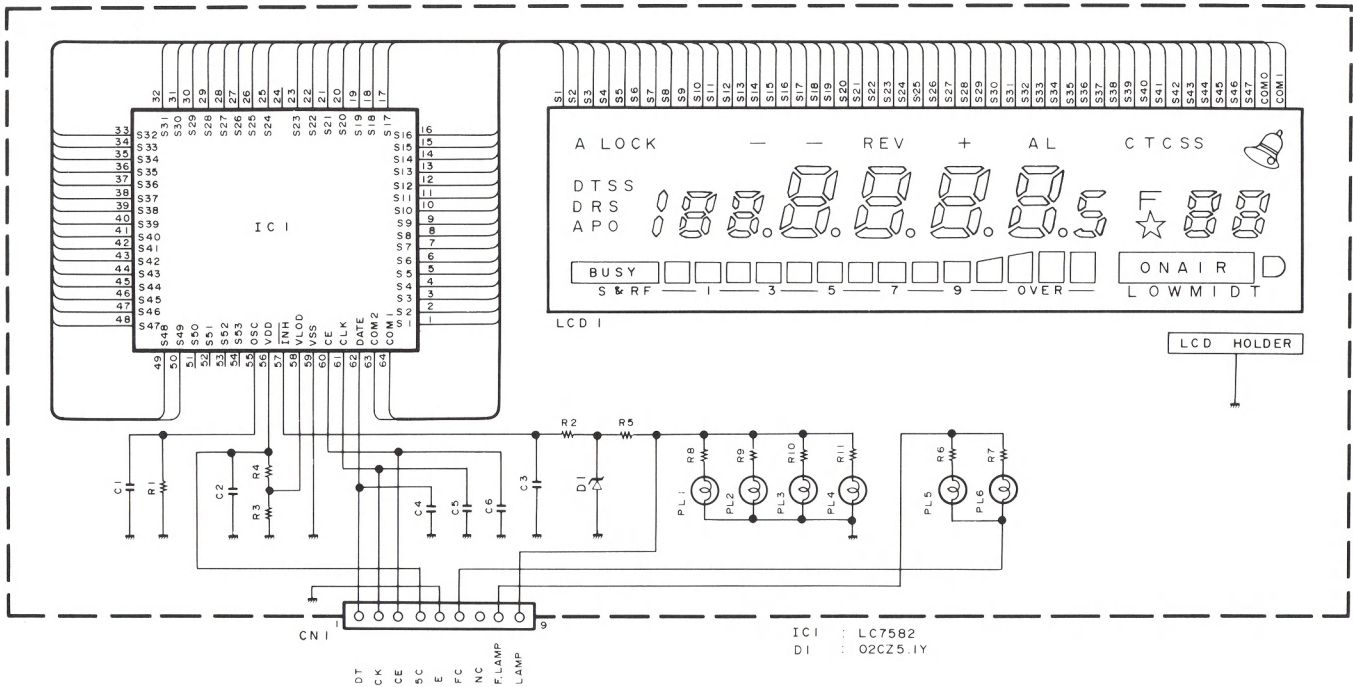 32 31 30 29 28 27 26 25 24 23 22 21 20 19 18 17
S31 S30 S29 S28 S27 S26 S25 S24 S23 S22 S21 S20 S19 S18 S17
33 S32 S16 16
34 S33 S15 15
35 S34 S14 14
36 S35 S13 13
37 S36 S12 12
38 S37 S11 11
39 S38 S10 10
40 S39 S9 9
41 S40 S8 8
42 S41 S7 7
43 S42 S6 6
44 S43 S5 5
45 S44 S4 4
46 S45 S3 3
47 S46 S2 2
48 S47 S1 1
IC1
S48 S49 S50 S51 S52 S53 OSC VDD INH VLOD VSS CE CLK DATE COM2 COM1
49 50 51 52 53 54 55 56 57 58 59 60 61 62 63 64
S1 S2 S3 S4 S5 S6 S7 S8 S9 S10 S11 S12 S13 S14 S15 S16 S17 S18 S19 S20 S21 S22 S23 S24 S25 S26 S27 S28 S29 S30 S31 S32 S33 S34 S35 S36 S37 S38 S39 S40 S41 S42 S43 S44 S45 S46 S47 COM0 COM1
A LOCK — — REV + AL CTCSS
DTSS
DRS
APO
188.8.8.8.8.5 F 88
BUSY ONAIR D
S & RF 1 3 5 7 9 OVER LOWMIDT
LCD1
LCD HOLDER
R2 R5
C1 R1 C2 R4 R3 C4 C5 C6 C3 D1
R8 R9 R10 R11 R6 R7
PL1 PL2 PL3 PL4 PL5 PL6
CN1 1 9
DT CK CE 5C E FC NC F.LAMP LAMP
IC1 : LC7582
D1 : 02CZ5.1Y